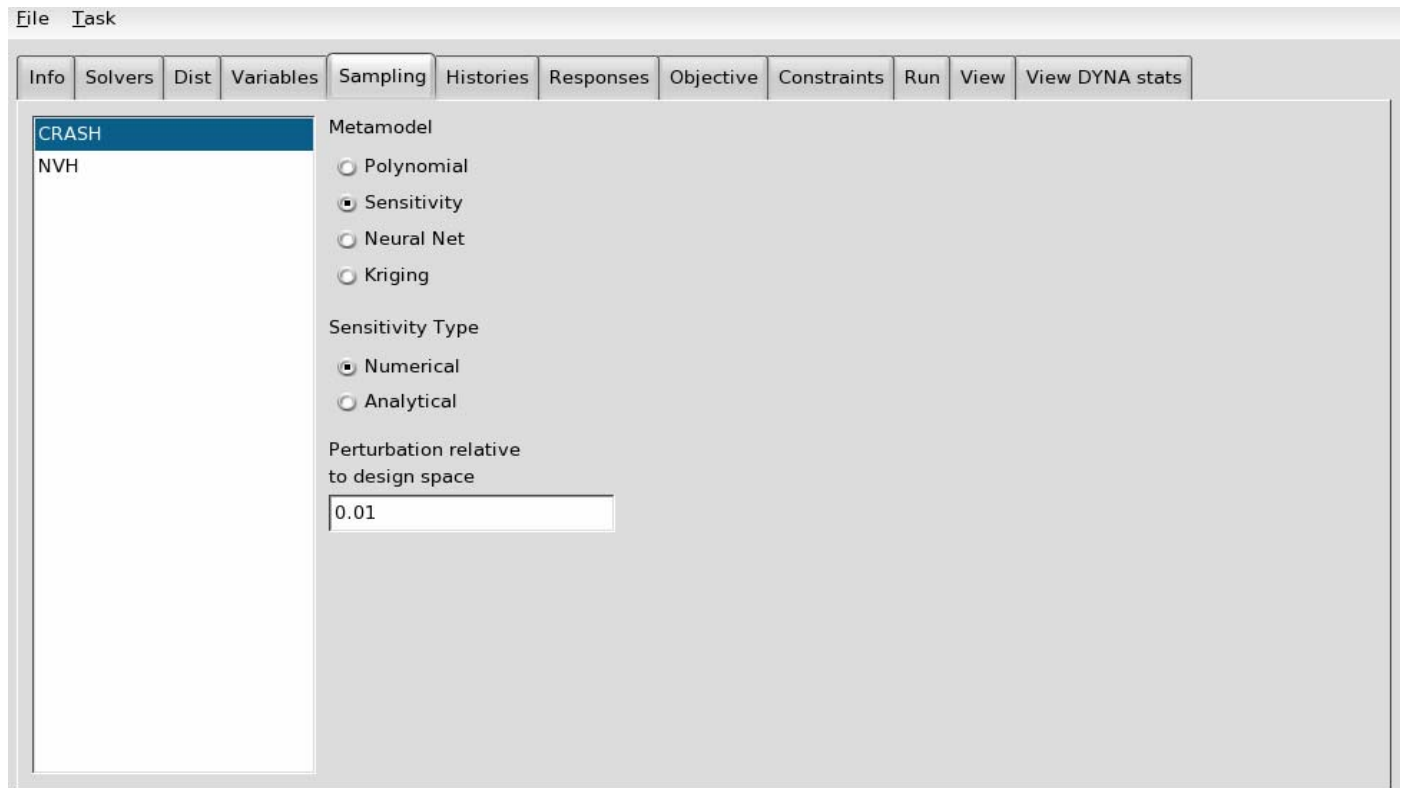 File Task
Info Solvers Dist Variables Sampling Histories Responses Objective Constraints Run View View DYNA stats
CRASH
NVH
Metamodel
Polynomial
Sensitivity
Neural Net
Kriging
Sensitivity Type
Numerical
Analytical
Perturbation relative
to design space
0.01